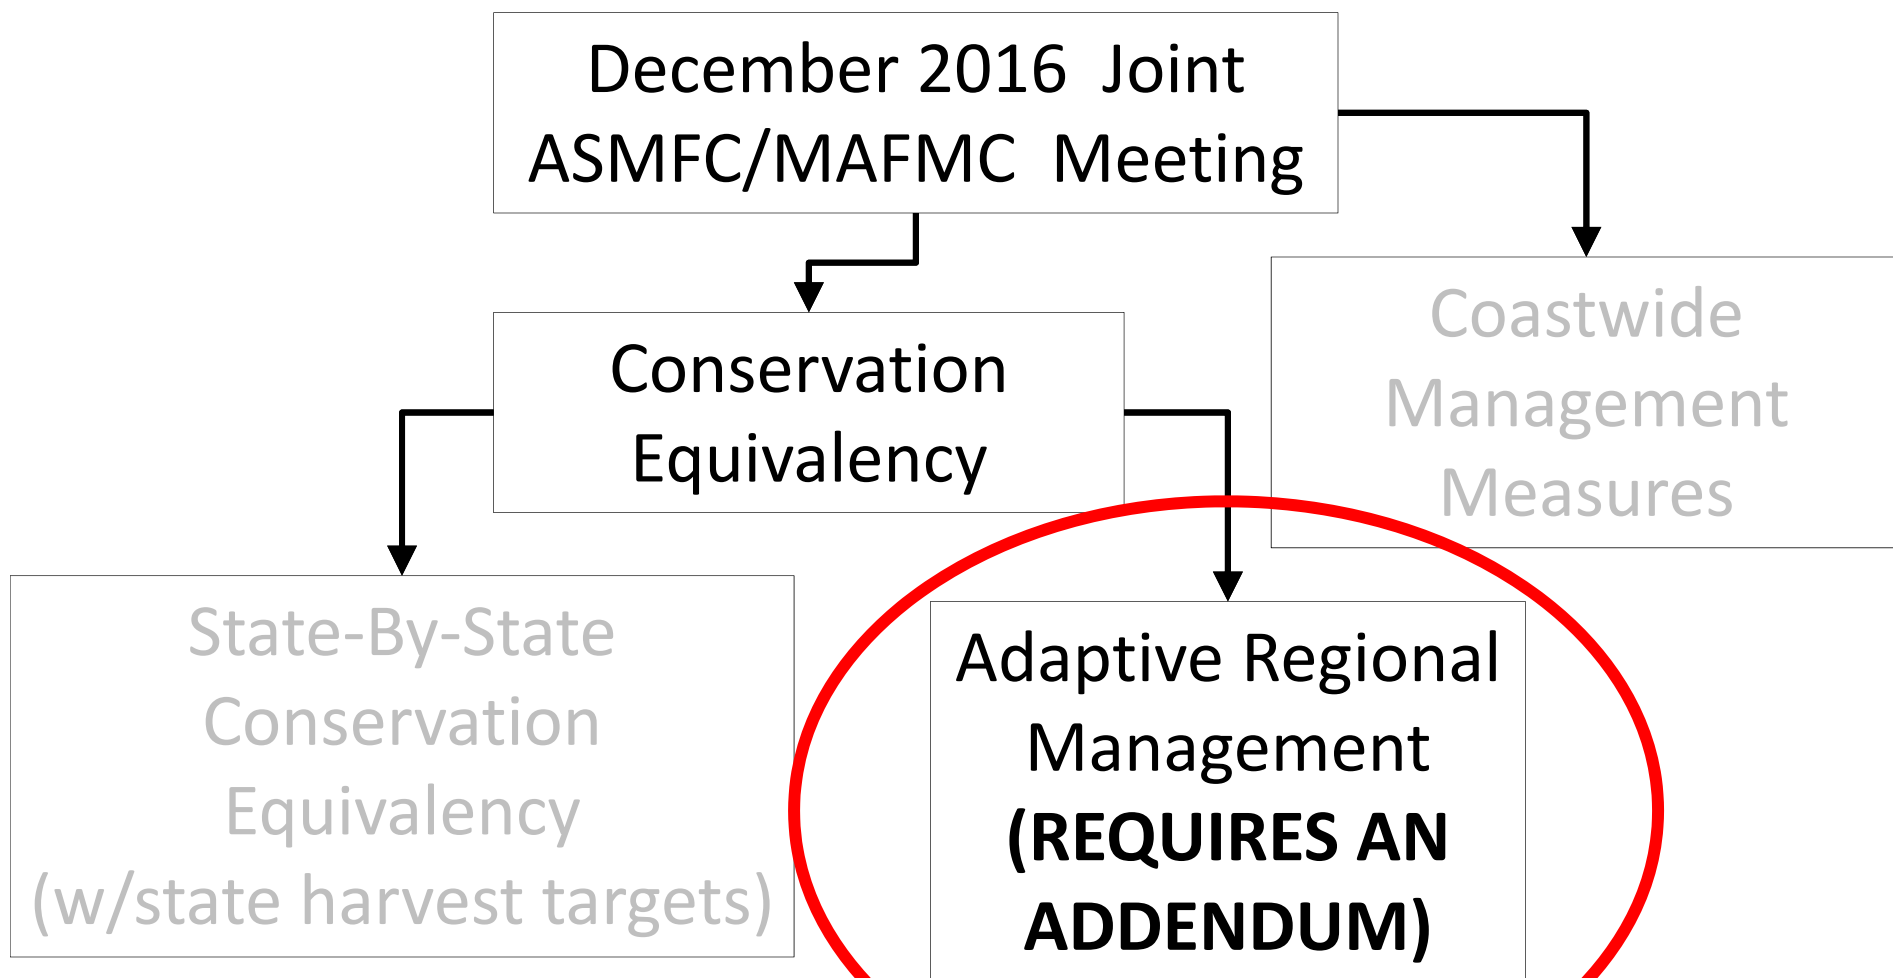 December 2016  Joint
ASMFC/MAFMC  Meeting
Conservation
Equivalency
Coastwide
Management
Measures
State-By-State
Conservation
Equivalency
(w/state harvest targets)
Adaptive Regional
Management
(REQUIRES AN
ADDENDUM)